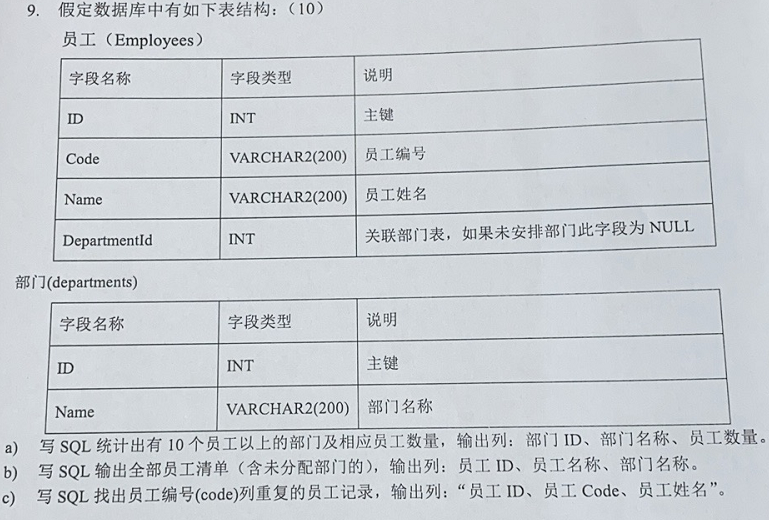 9. 假定数据库中有如下表结构：（10）
员工（Employees）
字段名称 字段类型 说明
ID INT 主键
Code VARCHAR2(200) 员工编号
Name VARCHAR2(200) 员工姓名
DepartmentId INT 关联部门表，如果未安排部门此字段为 NULL
部门(departments)
字段名称 字段类型 说明
ID INT 主键
Name VARCHAR2(200) 部门名称
a) 写 SQL 统计出有 10 个员工以上的部门及相应员工数量，输出列：部门 ID、部门名称、员工数量。
b) 写 SQL 输出全部员工清单（含未分配部门的），输出列：员工 ID、员工名称、部门名称。
c) 写 SQL 找出员工编号(code)列重复的员工记录，输出列：“员工 ID、员工 Code、员工姓名”。